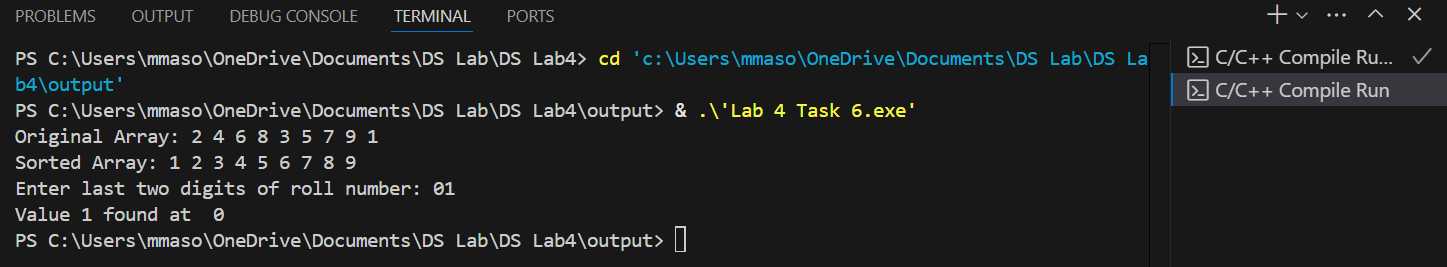 PROBLEMS OUTPUT DEBUG CONSOLE TERMINAL PORTS
PS C:\Users\mmaso\OneDrive\Documents\DS Lab\DS Lab4> cd 'c:\Users\mmaso\OneDrive\Documents\DS Lab\DS La
b4\output'
PS C:\Users\mmaso\OneDrive\Documents\DS Lab\DS Lab4\output> & .\'Lab 4 Task 6.exe'
Original Array: 2 4 6 8 3 5 7 9 1
Sorted Array: 1 2 3 4 5 6 7 8 9
Enter last two digits of roll number: 01
Value 1 found at  0
PS C:\Users\mmaso\OneDrive\Documents\DS Lab\DS Lab4\output>
C/C++ Compile Ru...
C/C++ Compile Run